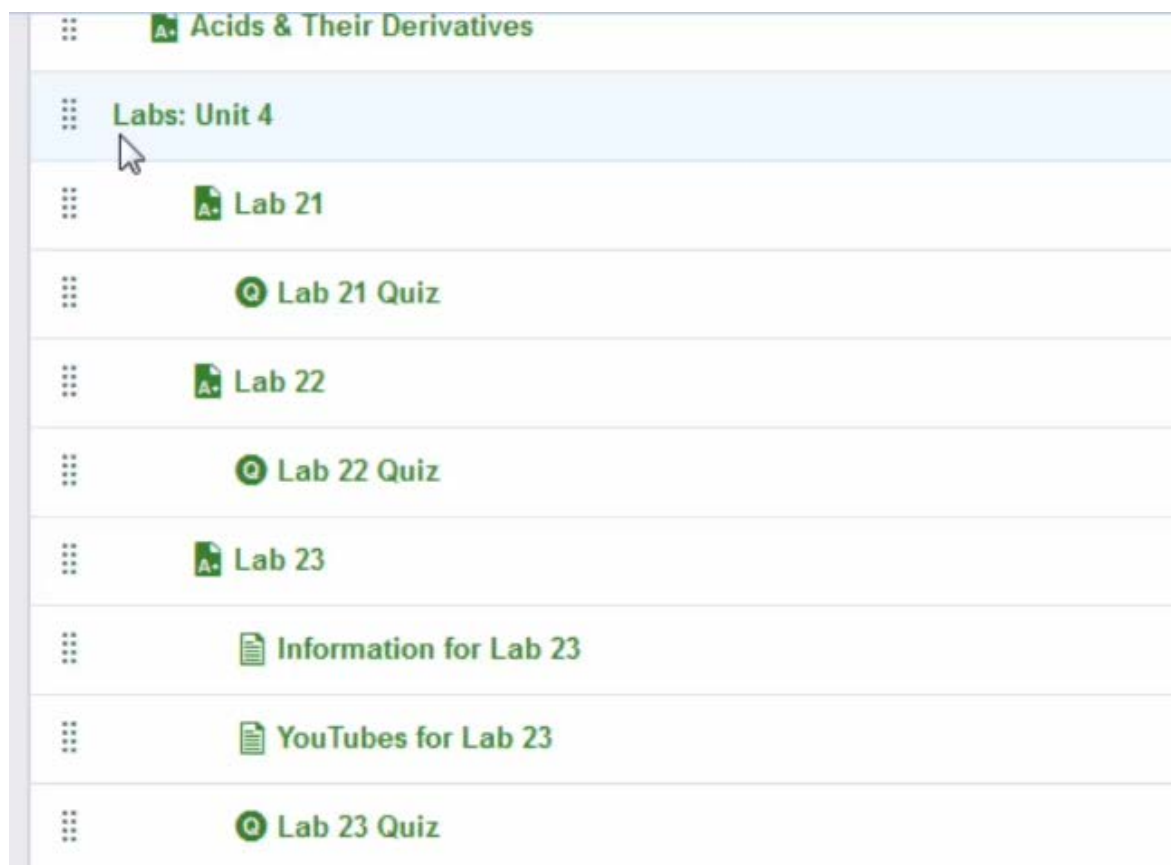 Acids & Their Derivatives
Labs: Unit 4
A+ Lab 21
Q Lab 21 Quiz
A+ Lab 22
Q Lab 22 Quiz
A+ Lab 23
Information for Lab 23
YouTubes for Lab 23
Q Lab 23 Quiz